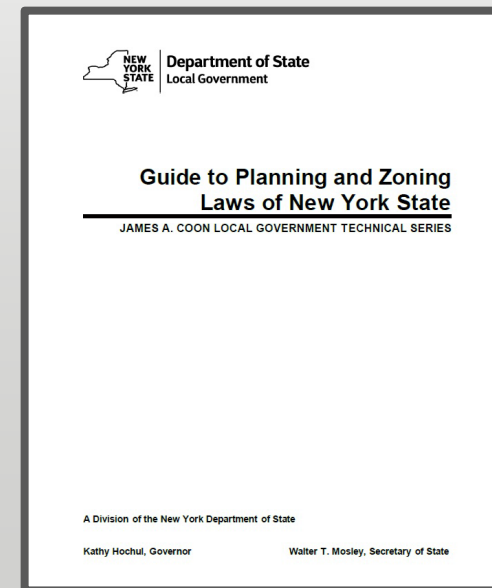 NEW
YORK
STATE
Department of State
Local Government
Guide to Planning and Zoning
Laws of New York State
JAMES A. COON LOCAL GOVERNMENT TECHNICAL SERIES
A Division of the New York Department of State
Kathy Hochul, Governor Walter T. Mosley, Secretary of State